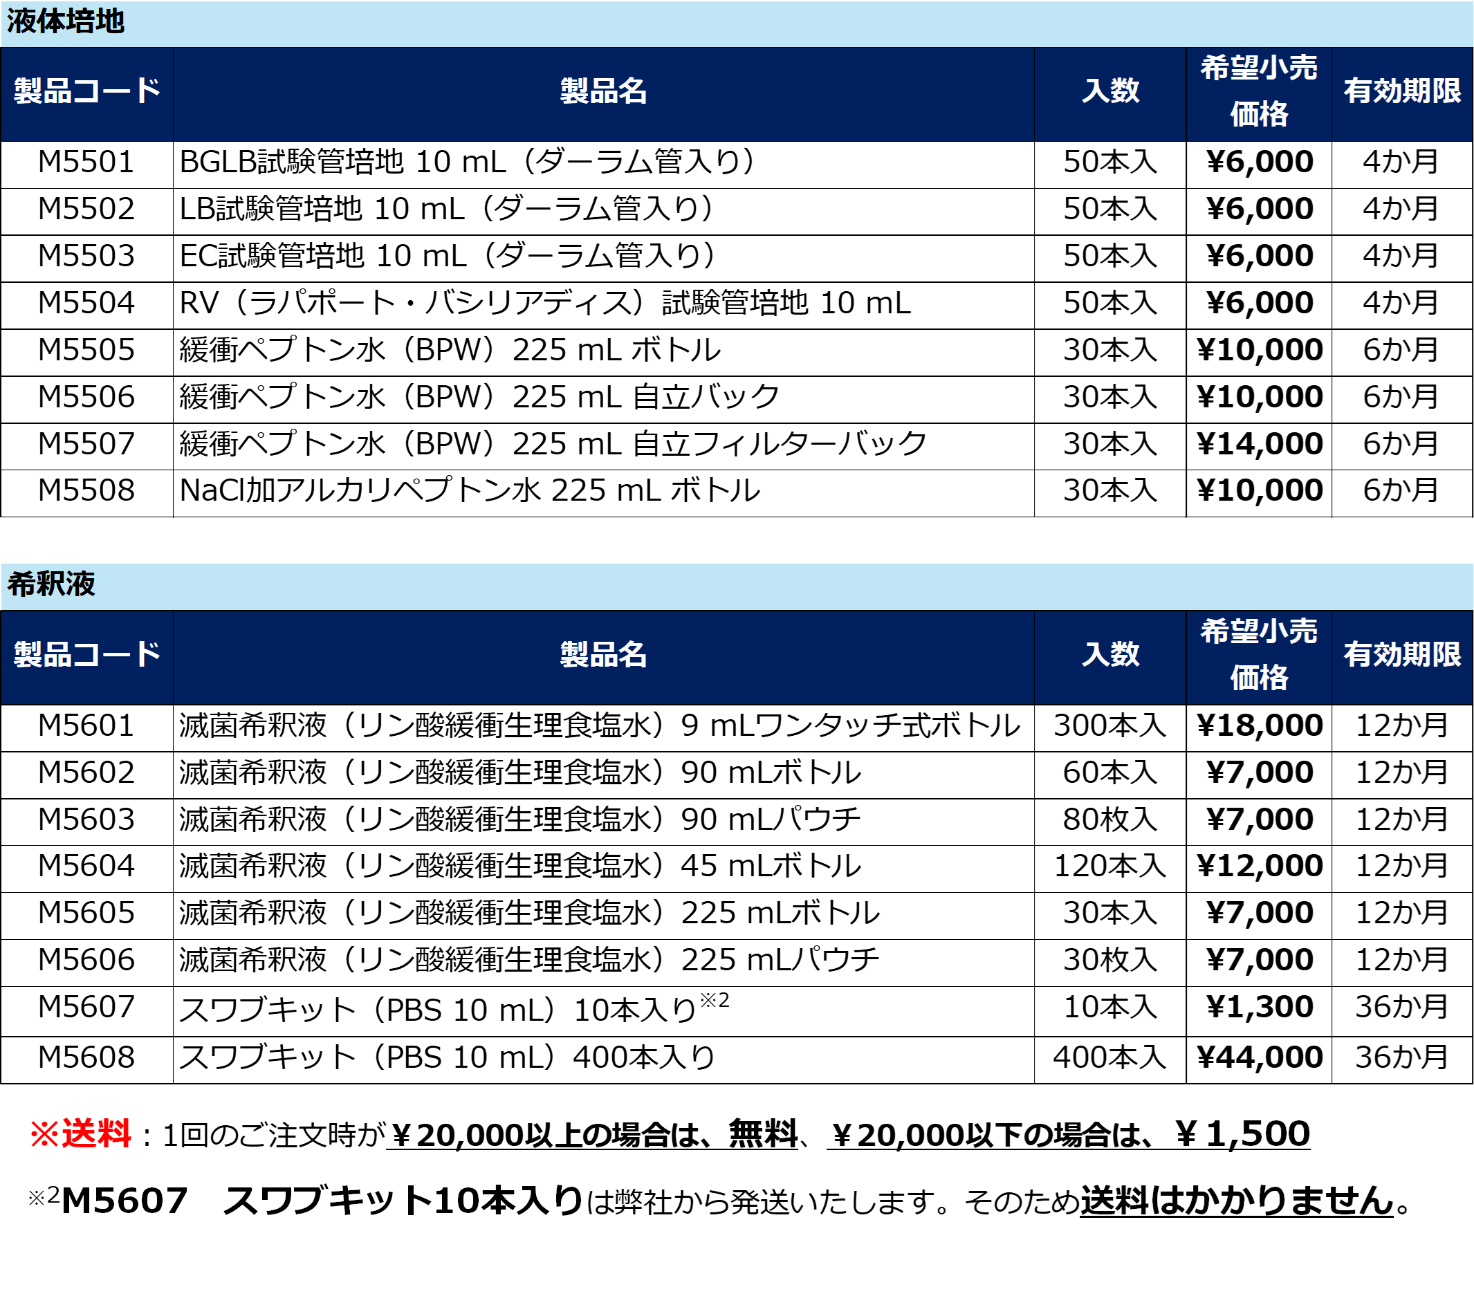 液体培地
製品コード 製品名 入数 希望小売価格 有効期限
M5501 BGLB試験管培地 10 mL（ダーラム管入り） 50本入 ¥6,000 4か月
M5502 LB試験管培地 10 mL（ダーラム管入り） 50本入 ¥6,000 4か月
M5503 EC試験管培地 10 mL（ダーラム管入り） 50本入 ¥6,000 4か月
M5504 RV（ラパポート・バシリアディス）試験管培地 10 mL 50本入 ¥6,000 4か月
M5505 緩衝ペプトン水（BPW）225 mL ボトル 30本入 ¥10,000 6か月
M5506 緩衝ペプトン水（BPW）225 mL 自立バック 30本入 ¥10,000 6か月
M5507 緩衝ペプトン水（BPW）225 mL 自立フィルターバック 30本入 ¥14,000 6か月
M5508 NaCl加アルカリペプトン水 225 mL ボトル 30本入 ¥10,000 6か月
希釈液
製品コード 製品名 入数 希望小売価格 有効期限
M5601 滅菌希釈液（リン酸緩衝生理食塩水）9 mLワンタッチ式ボトル 300本入 ¥18,000 12か月
M5602 滅菌希釈液（リン酸緩衝生理食塩水）90 mLボトル 60本入 ¥7,000 12か月
M5603 滅菌希釈液（リン酸緩衝生理食塩水）90 mLパウチ 80枚入 ¥7,000 12か月
M5604 滅菌希釈液（リン酸緩衝生理食塩水）45 mLボトル 120本入 ¥12,000 12か月
M5605 滅菌希釈液（リン酸緩衝生理食塩水）225 mLボトル 30本入 ¥7,000 12か月
M5606 滅菌希釈液（リン酸緩衝生理食塩水）225 mLパウチ 30枚入 ¥7,000 12か月
M5607 スワブキット（PBS 10 mL）10本入り※2 10本入 ¥1,300 36か月
M5608 スワブキット（PBS 10 mL）400本入り 400本入 ¥44,000 36か月
※送料：1回のご注文時が￥20,000以上の場合は、無料、￥20,000以下の場合は、￥1,500
※2M5607　スワブキット10本入りは弊社から発送いたします。そのため送料はかかりません。